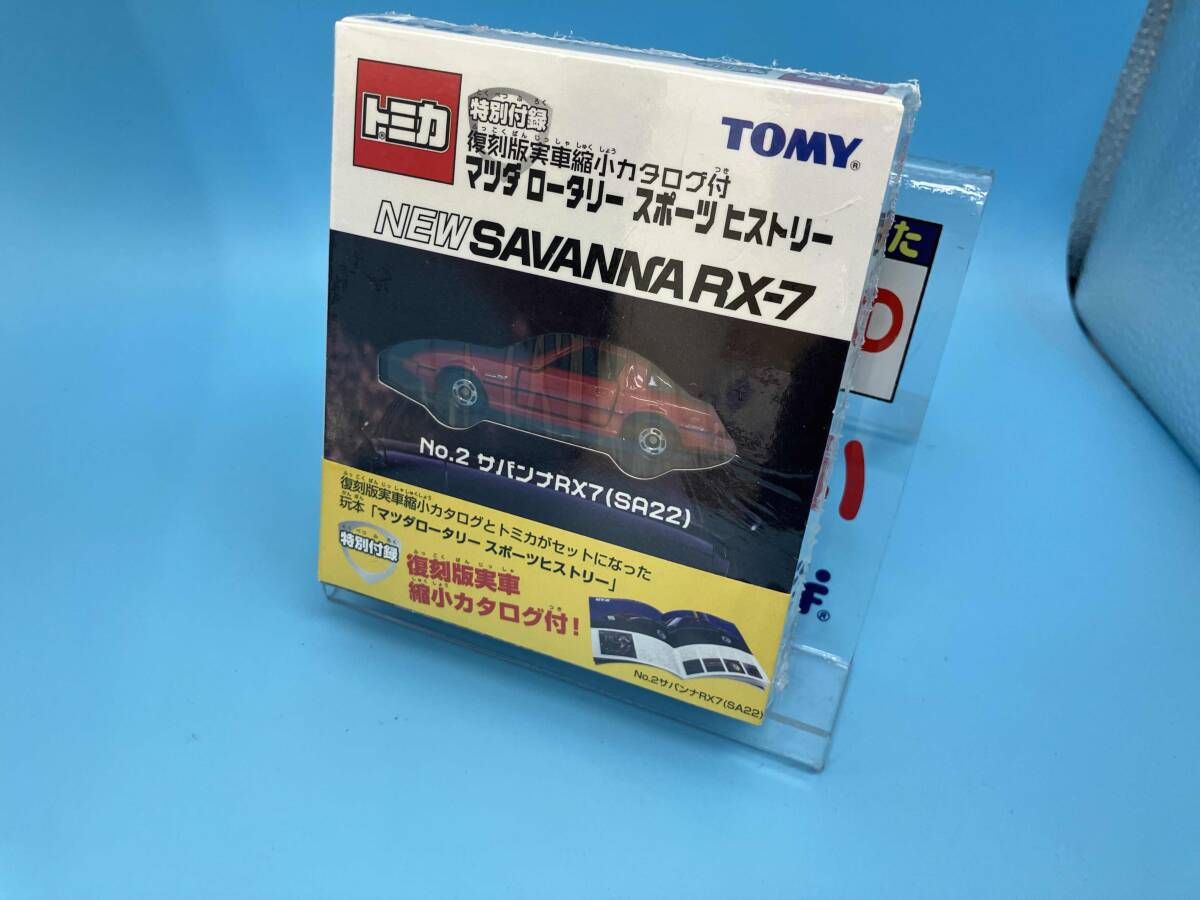 トミカ
特別付録
復刻版実車縮小カタログ付
マツダ ロータリー スポーツ ヒストリー
TOMY®
NEW SAVANNA RX-7
No.2 サバンナRX7(SA22)
復刻版実車縮小カタログとトミカがセットになった
玩本「マツダロータリー スポーツヒストリー」
特別付録
復刻版実車
縮小カタログ付!
No.2サバンナRX7(SA22)
た